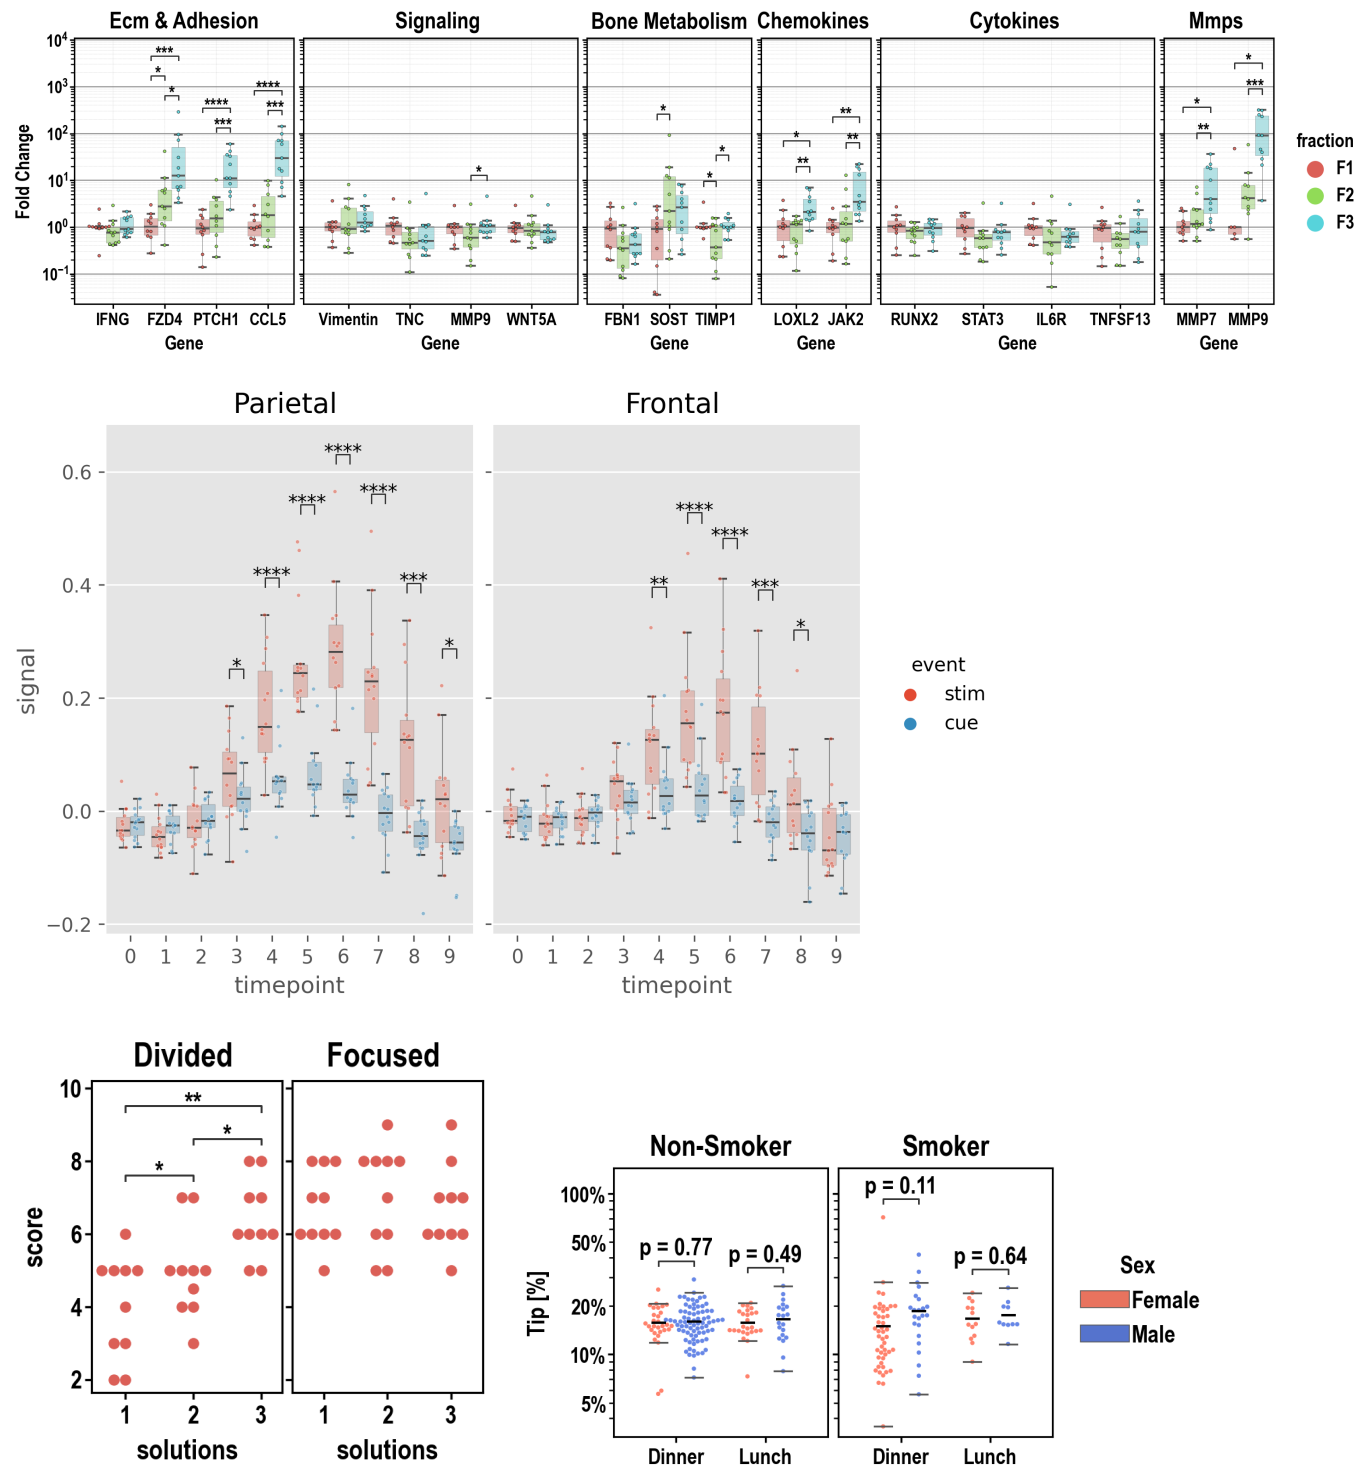 Ecm & Adhesion
Signaling
Bone Metabolism
Chemokines
Cytokines
Mmps
Fold Change
10⁴
10³
10²
10¹
10⁰
10⁻¹
*** * * **** *** **** ***
*
* * *
* ** ** **
* ** * ***
IFNG FZD4 PTCH1 CCL5
Vimentin TNC MMP9 WNT5A
FBN1 SOST TIMP1
LOXL2 JAK2
RUNX2 STAT3 IL6R TNFSF13
MMP7 MMP9
Gene
Gene
Gene
Gene
Gene
Gene
fraction
F1
F2
F3
Parietal
Frontal
signal
0.6
0.4
0.2
0.0
−0.2
* **** **** **** **** *** *
** **** **** *** *
0 1 2 3 4 5 6 7 8 9
0 1 2 3 4 5 6 7 8 9
timepoint
timepoint
event
stim
cue
Divided
Focused
score
10
8
6
4
2
**
*
*
1 2 3
1 2 3
solutions
solutions
Non-Smoker
Smoker
Tip [%]
100%
50%
20%
10%
5%
p = 0.77
p = 0.49
p = 0.11
p = 0.64
Dinner Lunch
Dinner Lunch
Sex
Female
Male